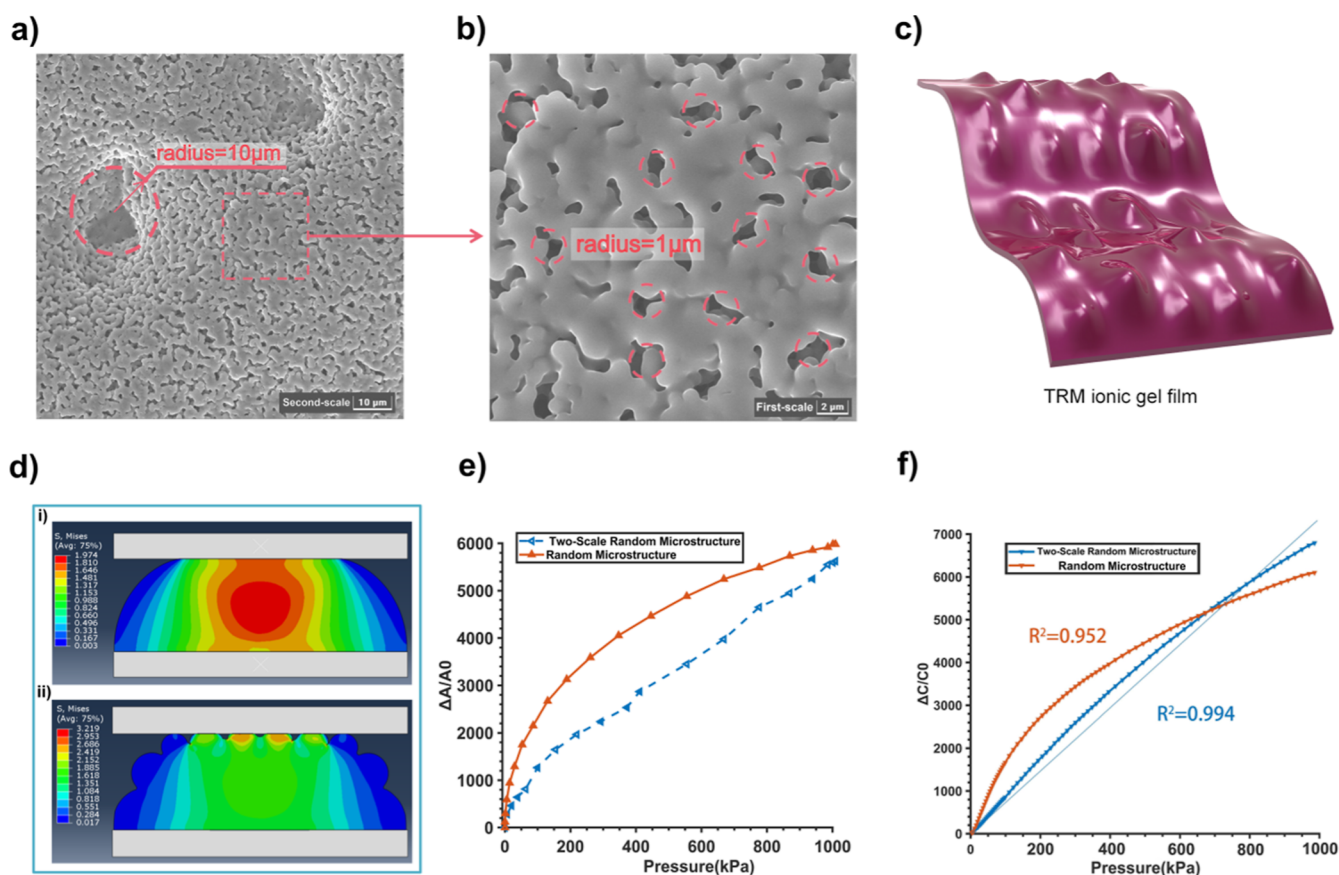 a)
radius=10μm
Second-scale 10 μm
b)
radius=1μm
First-scale 2 μm
c)
TRM ionic gel film
d)
i)
S, Mises
(Avg: 75%)
1.974
1.810
1.646
1.481
1.317
1.153
0.988
0.824
0.660
0.496
0.331
0.167
0.003
ii)
S, Mises
(Avg: 75%)
3.219
2.953
2.686
2.419
2.152
1.885
1.618
1.351
1.084
0.818
0.551
0.284
0.017
e)
Two-Scale Random Microstructure
Random Microstructure
6000
5000
4000
3000
2000
1000
0
ΔA/A0
0 200 400 600 800 1000
Pressure(kPa)
f)
Two-Scale Random Microstructure
Random Microstructure
7000
6000
5000
4000
3000
2000
1000
0
ΔC/C0
R²=0.952
R²=0.994
0 200 400 600 800 1000
Pressure(kPa)